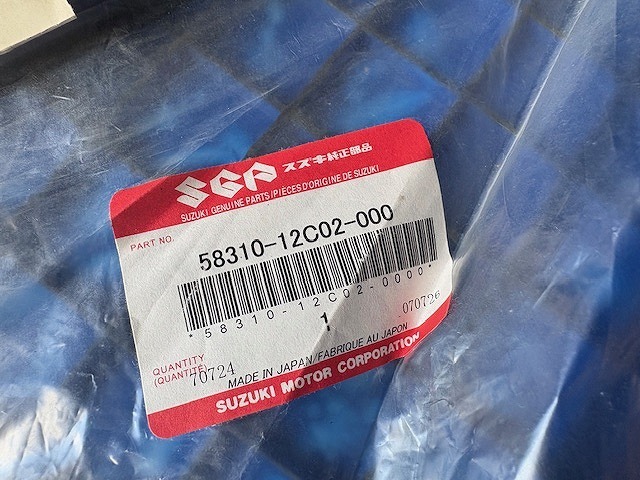 SGP スズキ純正部品
SUZUKI GENUINE PARTS/PIÈCES D'ORIGINE DE SUZUKI
PART NO.
58310-12C02-000
*58310-12C02-0000*
1
070726
QUANTITY
(QUANTITÉ)
70724
MADE IN JAPAN/FABRIQUE AU JAPON
SUZUKI MOTOR CORPORATION